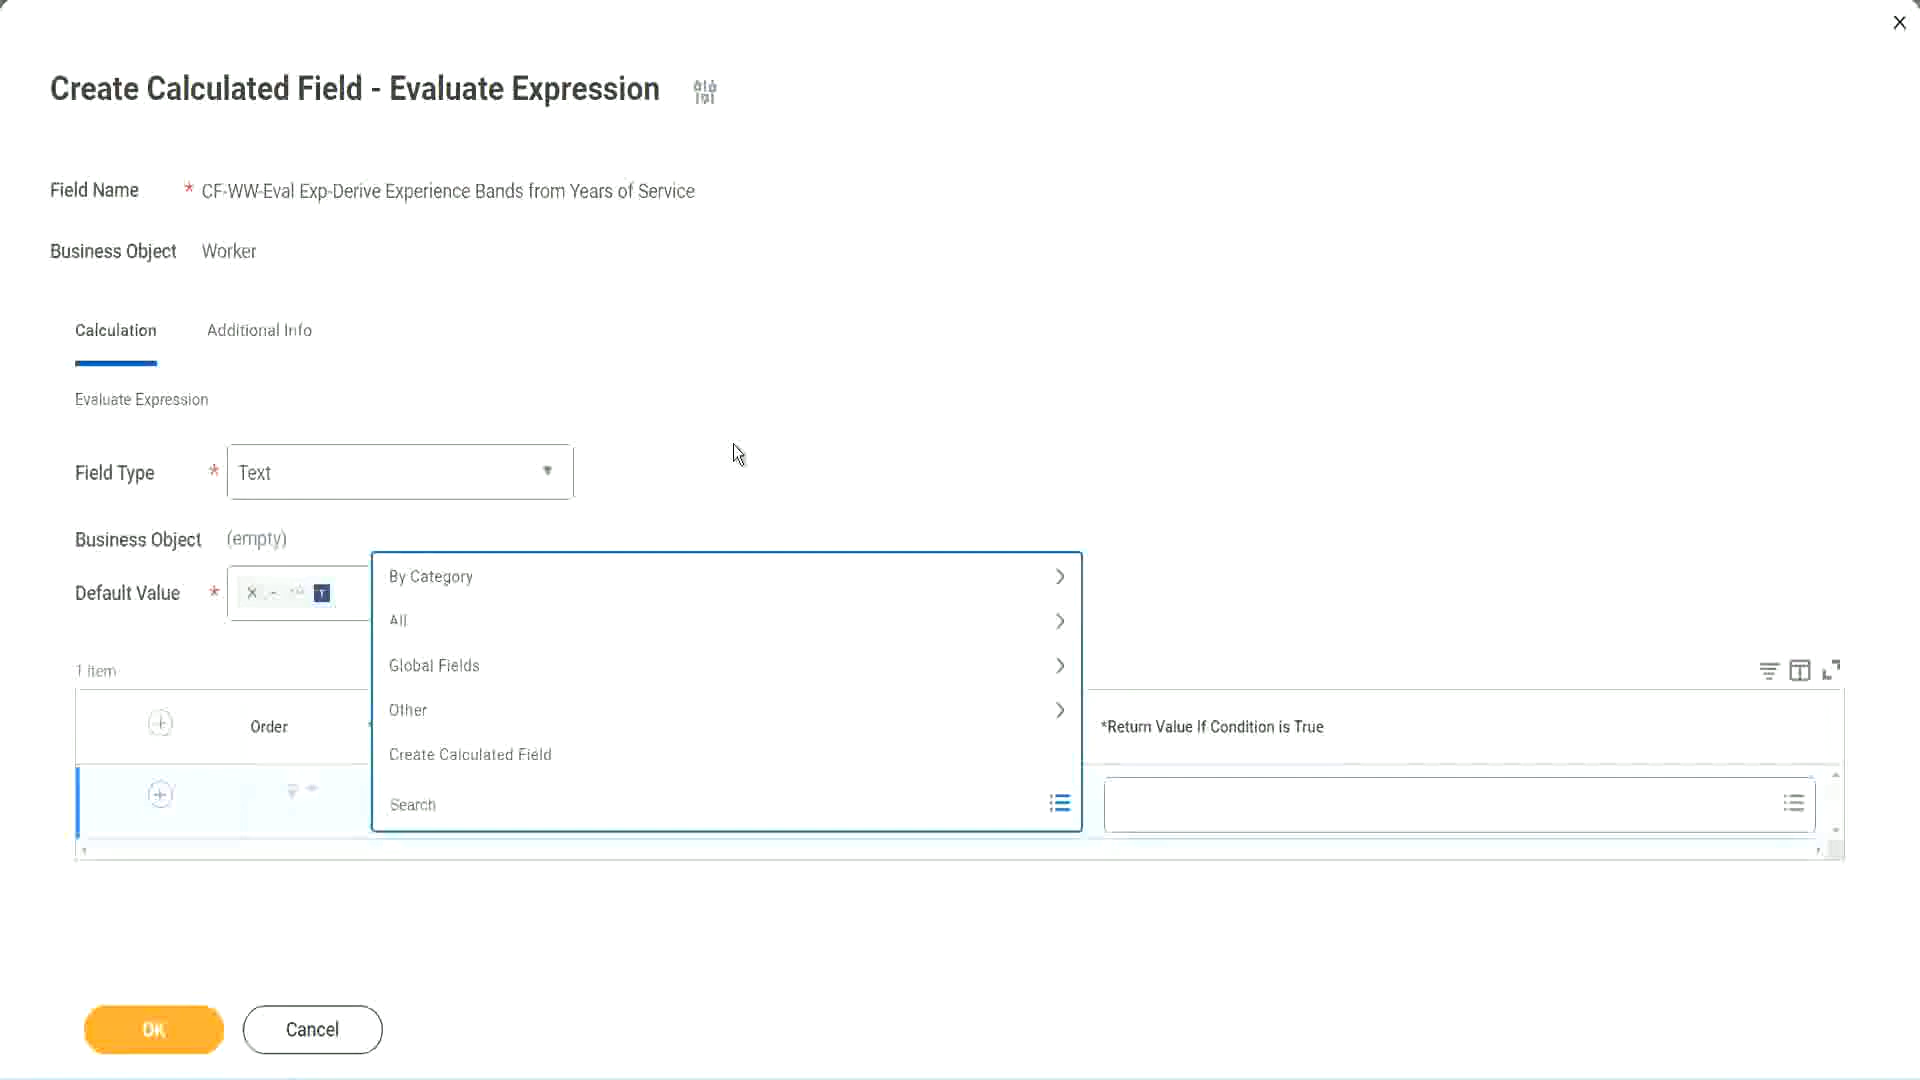 Create Calculated Field - Evaluate Expression
Field Name * CF-WW-Eval Exp-Derive Experience Bands from Years of Service
Business Object Worker
Calculation Additional Info
Evaluate Expression
Field Type * Text
Business Object (empty)
Default Value * - T
By Category
All
Global Fields
Other
Create Calculated Field
Search
1 item
Order
*Return Value If Condition is True
OK
Cancel